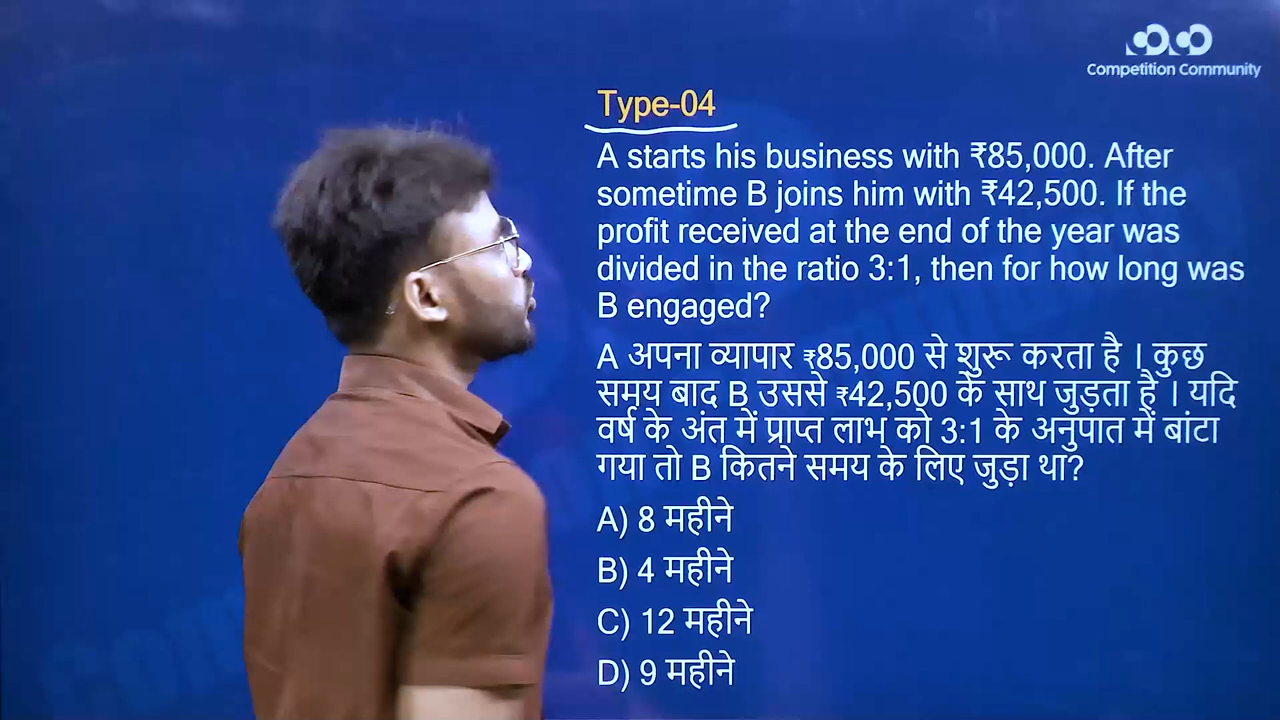 Competition Community
Type-04
A starts his business with ₹85,000. After
sometime B joins him with ₹42,500. If the
profit received at the end of the year was
divided in the ratio 3:1, then for how long was
B engaged?
A अपना व्यापार ₹85,000 से शुरू करता है । कुछ
समय बाद B उससे ₹42,500 के साथ जुड़ता है । यदि
वर्ष के अंत में प्राप्त लाभ को 3:1 के अनुपात में बांटा
गया तो B कितने समय के लिए जुड़ा था?
A) 8 महीने
B) 4 महीने
C) 12 महीने
D) 9 महीने